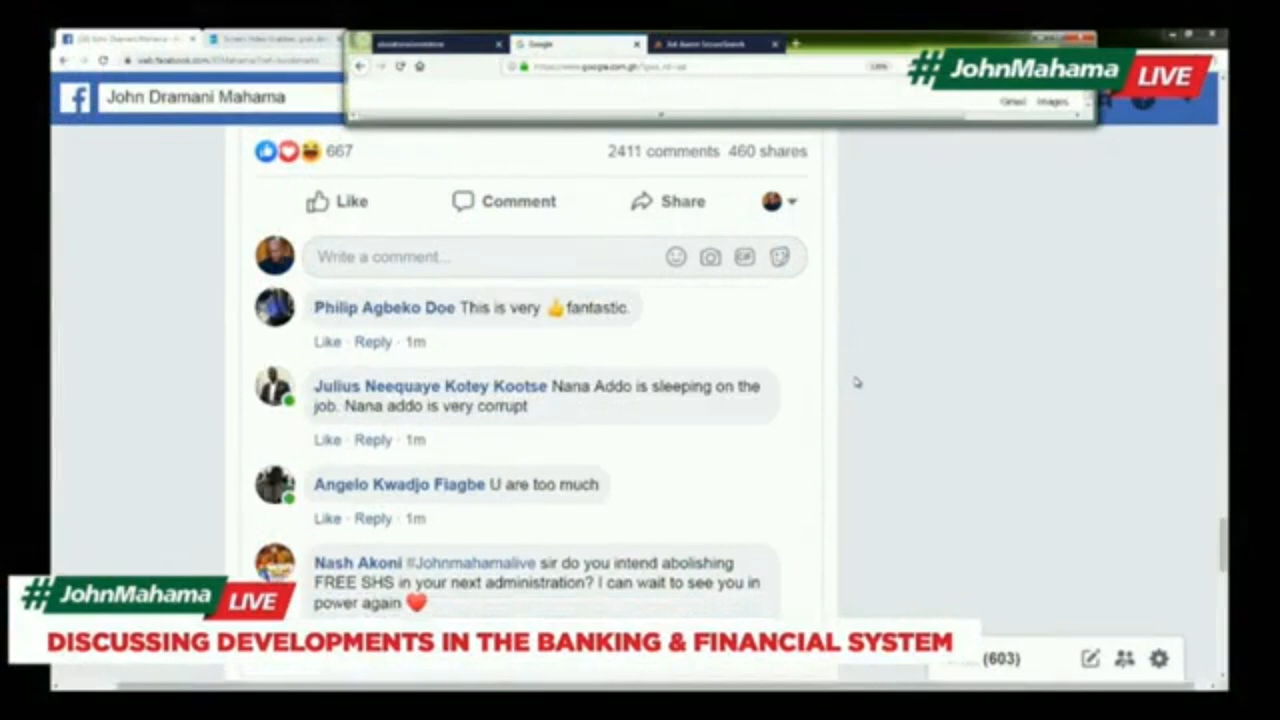 Google
#JohnMahama LIVE
John Dramani Mahama
Gmail Images
667
2411 comments 460 shares
Like Comment Share
Write a comment...
GIF
Philip Agbeko Doe This is very 👍fantastic.
Like · Reply · 1m
Julius Neequaye Kotey Kootse Nana Addo is sleeping on the
job. Nana addo is very corrupt
Like · Reply · 1m
Angelo Kwadjo Fiagbe U are too much
Like · Reply · 1m
Nash Akoni #Johnmahamalive sir do you intend abolishing
FREE SHS in your next administration? I can wait to see you in
power again ❤
#JohnMahama LIVE
DISCUSSING DEVELOPMENTS IN THE BANKING & FINANCIAL SYSTEM
(603)